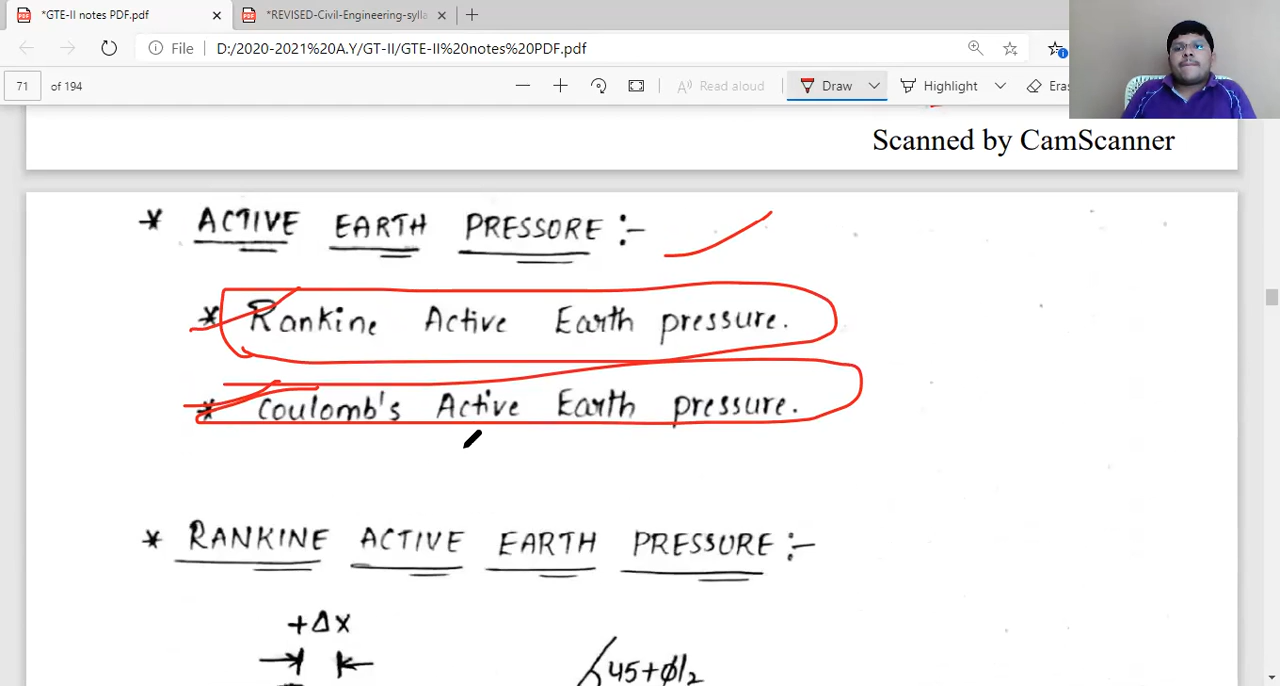 *GTE-II notes PDF.pdf
*REVISED-Civil-Engineering-sylla
File D:/2020-2021%20A.Y/GT-II/GTE-II%20notes%20PDF.pdf
71 of 194
Read aloud
Draw
Highlight
Eras
Scanned by CamScanner
* ACTIVE EARTH PRESSURE :-
* Rankine Active Earth pressure.
* Coulomb's Active Earth pressure.
* RANKINE ACTIVE EARTH PRESSURE :-
+Δx
45+ϕ/2